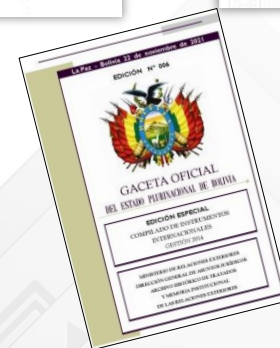 La Paz - Bolivia 22 de noviembre de 2021
EDICIÓN N° 006
GACETA OFICIAL
DEL ESTADO PLURINACIONAL DE BOLIVIA
EDICIÓN ESPECIAL
COMPILADO DE INSTRUMENTOS
INTERNACIONALES
GESTIÓN 2014
MINISTERIO DE RELACIONES EXTERIORES
DIRECCIÓN GENERAL DE ASUNTOS JURÍDICOS
ARCHIVO HISTÓRICO DE TRATADOS
Y MEMORIA INSTITUCIONAL
DE LAS RELACIONES EXTERIORES